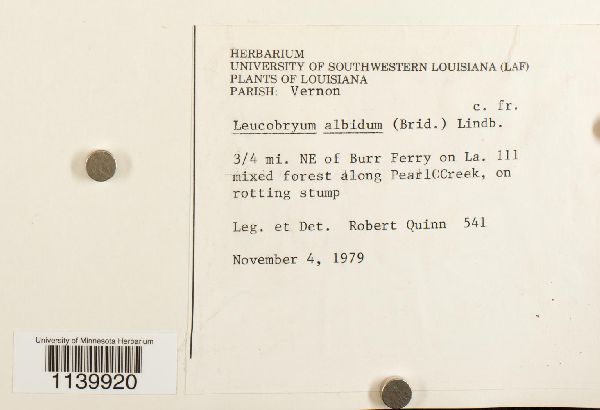 HERBARIUM
UNIVERSITY OF SOUTHWESTERN LOUISIANA (LAF)
PLANTS OF LOUISIANA
PARISH: Vernon
c. fr.
Leucobryum albidum (Brid.) Lindb.
3/4 mi. NE of Burr Ferry on La. 111
mixed forest along PearlCCreek, on
rotting stump
Leg. et Det. Robert Quinn 541
November 4, 1979
University of Minnesota Herbarium
1139920